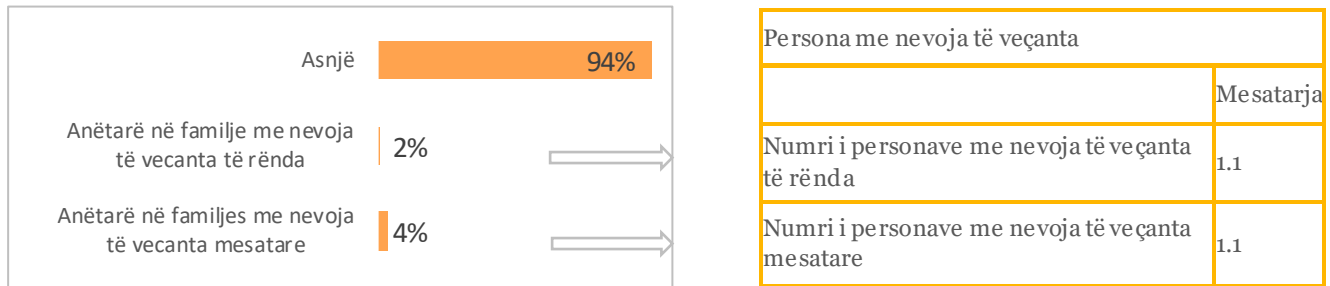 Asnjë
94%
Anëtarë në familje me nevoja
të vecanta të rënda
2%
Anëtarë në familjes me nevoja
të vecanta mesatare
4%
Persona me nevoja të veçanta
Mesatarja
Numri i personave me nevoja të veçanta
të rënda
1.1
Numri i personave me nevoja të veçanta
mesatare
1.1